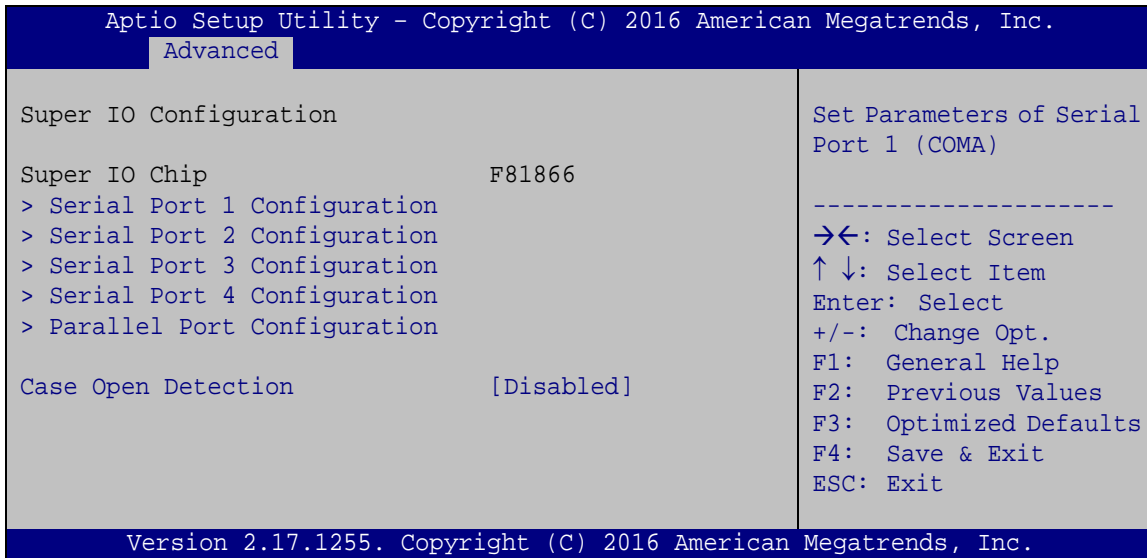 Aptio Setup Utility – Copyright (C) 2016 American Megatrends, Inc.
Advanced
Super IO Configuration
Super IO Chip F81866
> Serial Port 1 Configuration
> Serial Port 2 Configuration
> Serial Port 3 Configuration
> Serial Port 4 Configuration
> Parallel Port Configuration
Case Open Detection [Disabled]
Set Parameters of Serial
Port 1 (COMA)
---------------------
→←: Select Screen
↑ ↓: Select Item
Enter: Select
+/-: Change Opt.
F1: General Help
F2: Previous Values
F3: Optimized Defaults
F4: Save & Exit
ESC: Exit
Version 2.17.1255. Copyright (C) 2016 American Megatrends, Inc.